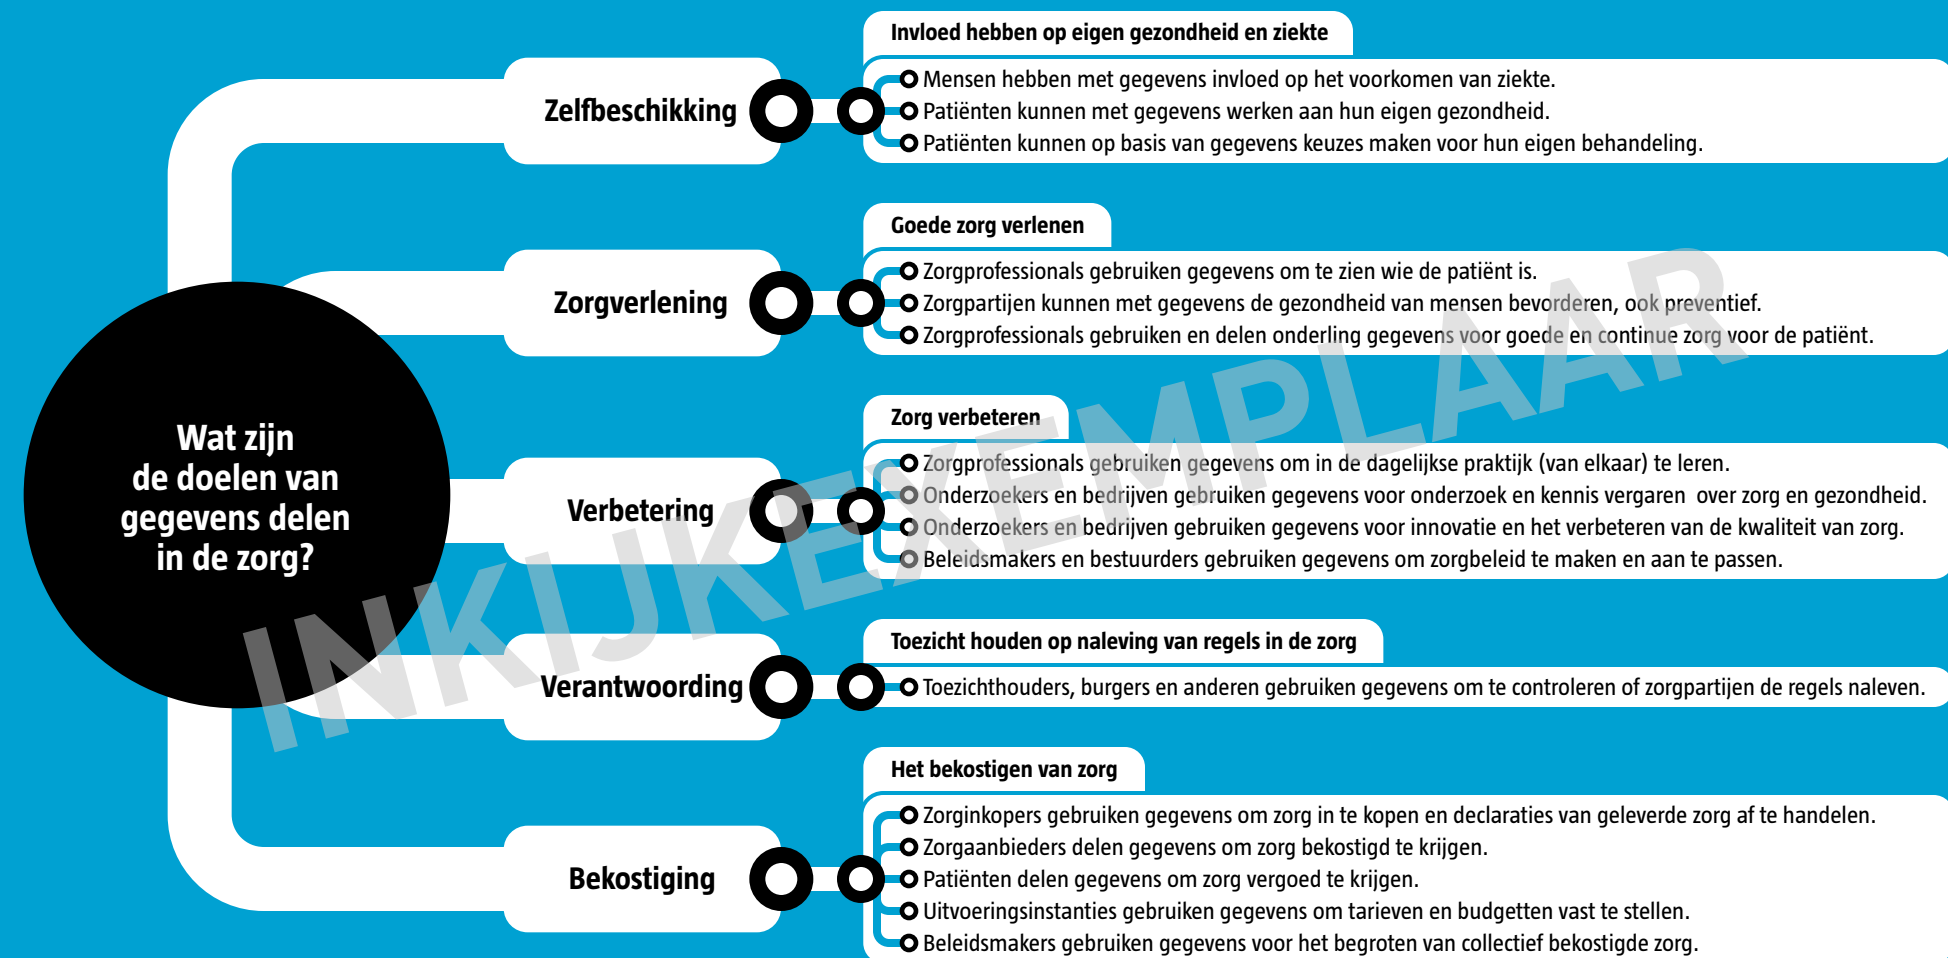 Wat zijn
de doelen van
gegevens delen
in de zorg?
Zelfbeschikking
Invloed hebben op eigen gezondheid en ziekte
Mensen hebben met gegevens invloed op het voorkomen van ziekte.
Patiënten kunnen met gegevens werken aan hun eigen gezondheid.
Patiënten kunnen op basis van gegevens keuzes maken voor hun eigen behandeling.
Zorgverlening
Goede zorg verlenen
Zorgprofessionals gebruiken gegevens om te zien wie de patiënt is.
Zorgpartijen kunnen met gegevens de gezondheid van mensen bevorderen, ook preventief.
Zorgprofessionals gebruiken en delen onderling gegevens voor goede en continue zorg voor de patiënt.
Verbetering
Zorg verbeteren
Zorgprofessionals gebruiken gegevens om in de dagelijkse praktijk (van elkaar) te leren.
Onderzoekers en bedrijven gebruiken gegevens voor onderzoek en kennis vergaren over zorg en gezondheid.
Onderzoekers en bedrijven gebruiken gegevens voor innovatie en het verbeteren van de kwaliteit van zorg.
Beleidsmakers en bestuurders gebruiken gegevens om zorgbeleid te maken en aan te passen.
Verantwoording
Toezicht houden op naleving van regels in de zorg
Toezichthouders, burgers en anderen gebruiken gegevens om te controleren of zorgpartijen de regels naleven.
Bekostiging
Het bekostigen van zorg
Zorginkopers gebruiken gegevens om zorg in te kopen en declaraties van geleverde zorg af te handelen.
Zorgaanbieders delen gegevens om zorg bekostigd te krijgen.
Patiënten delen gegevens om zorg vergoed te krijgen.
Uitvoeringsinstanties gebruiken gegevens om tarieven en budgetten vast te stellen.
Beleidsmakers gebruiken gegevens voor het begroten van collectief bekostigde zorg.
INKIJKEXEMPLAAR